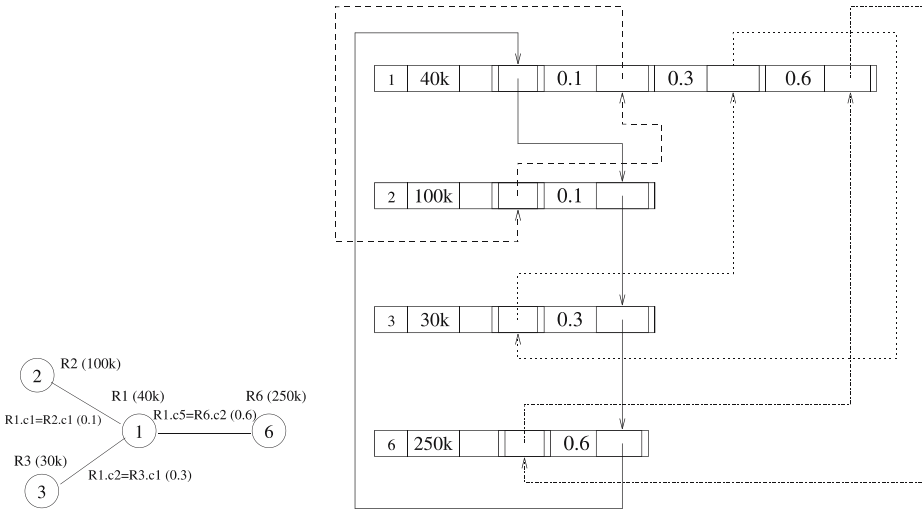 1 40k 0.1 0.3 0.6
2 100k 0.1
3 30k 0.3
6 250k 0.6
R2 (100k)
2
R1 (40k)
R6 (250k)
R1.c1=R2.c1 (0.1)
R1.c5=R6.c2 (0.6)
1
6
R3 (30k)
R1.c2=R3.c1 (0.3)
3